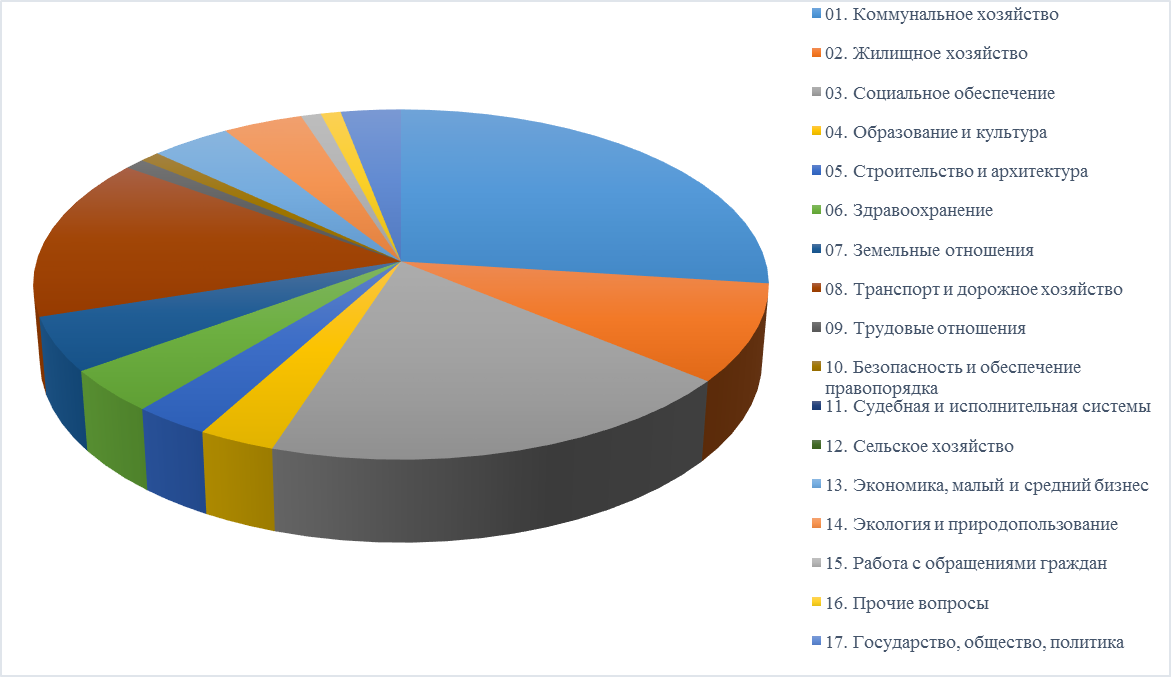 01. Коммунальное хозяйство
02. Жилищное хозяйство
03. Социальное обеспечение
04. Образование и культура
05. Строительство и архитектура
06. Здравоохранение
07. Земельные отношения
08. Транспорт и дорожное хозяйство
09. Трудовые отношения
10. Безопасность и обеспечение
правопорядка
11. Судебная и исполнительная системы
12. Сельское хозяйство
13. Экономика, малый и средний бизнес
14. Экология и природопользование
15. Работа с обращениями граждан
16. Прочие вопросы
17. Государство, общество, политика